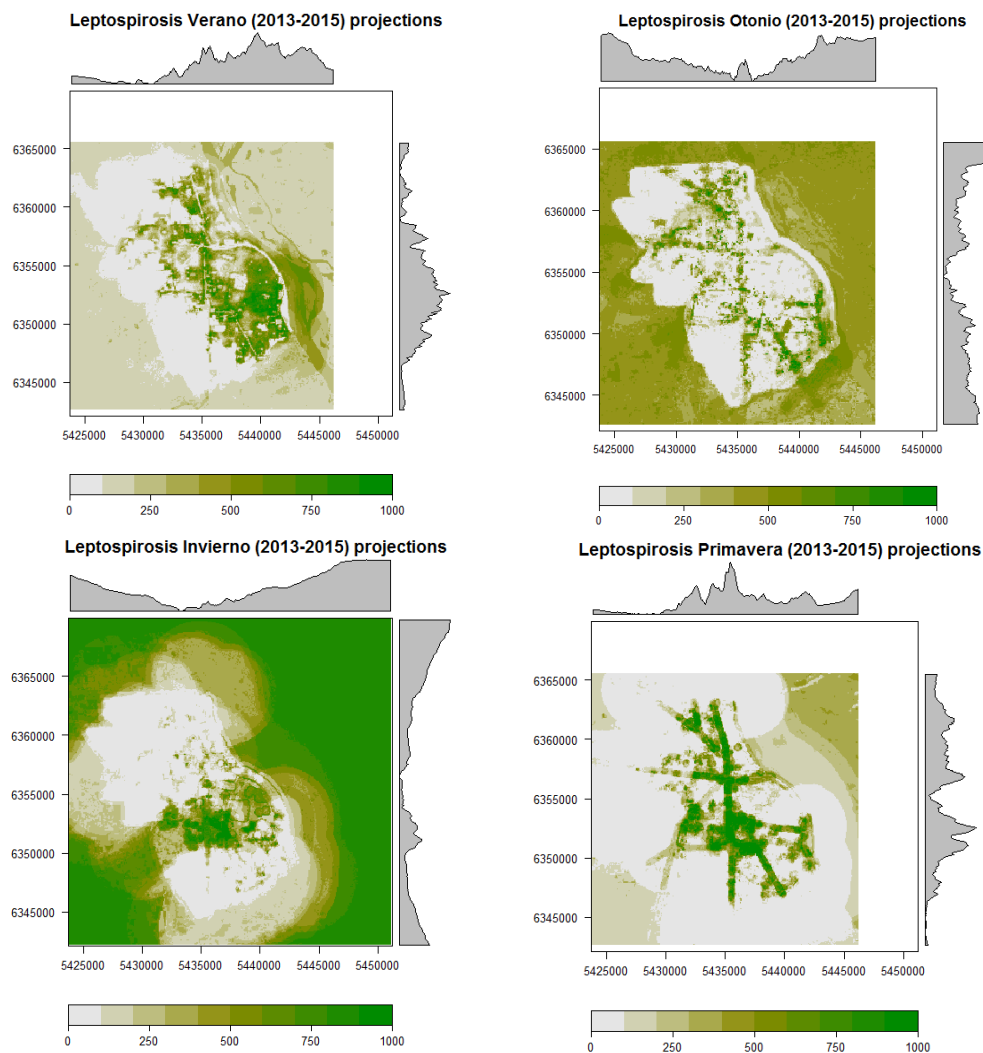 Leptospirosis Verano (2013-2015) projections
6365000
6360000
6355000
6350000
6345000
5425000 5430000 5435000 5440000 5445000 5450000
0 250 500 750 1000
Leptospirosis Otonio (2013-2015) projections
6365000
6360000
6355000
6350000
6345000
5425000 5430000 5435000 5440000 5445000 5450000
0 250 500 750 1000
Leptospirosis Invierno (2013-2015) projections
6365000
6360000
6355000
6350000
6345000
5425000 5430000 5435000 5440000 5445000 5450000
0 250 500 750 1000
Leptospirosis Primavera (2013-2015) projections
6365000
6360000
6355000
6350000
6345000
5425000 5430000 5435000 5440000 5445000 5450000
0 250 500 750 1000